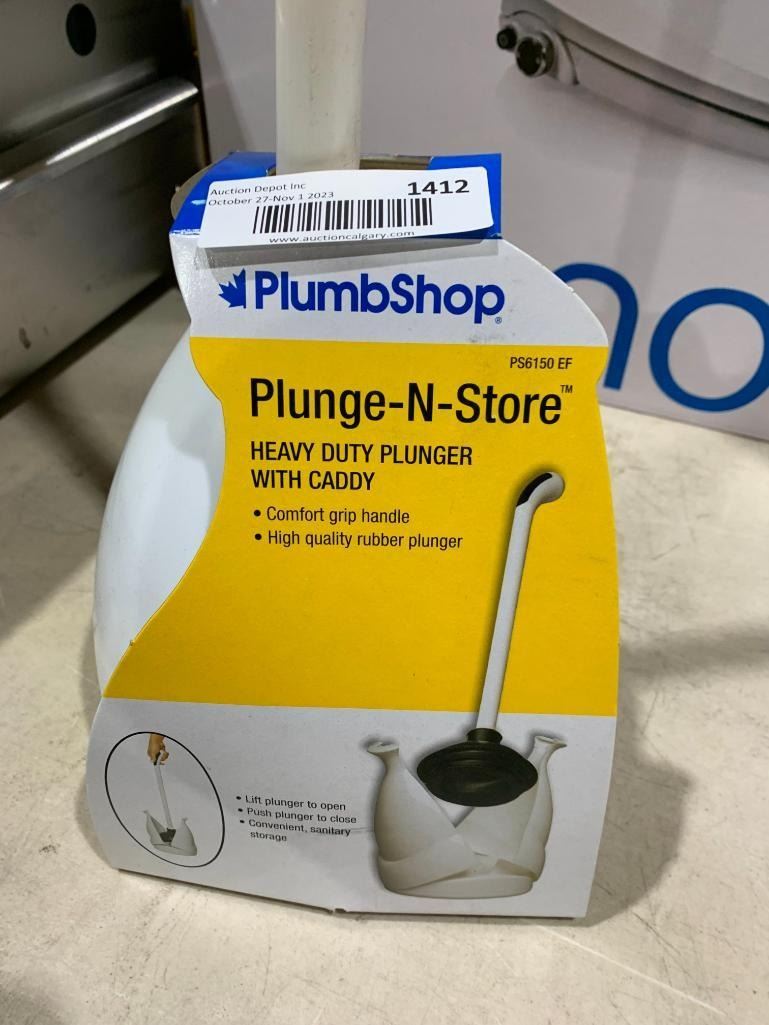 Auction Depot Inc
October 27-Nov 1 2023
1412
www.auctioncalgary.com
PlumbShop®
PS6150 EF
Plunge-N-Store™
HEAVY DUTY PLUNGER
WITH CADDY
• Comfort grip handle
• High quality rubber plunger
• Lift plunger to open
• Push plunger to close
• Convenient, sanitary
storage
no